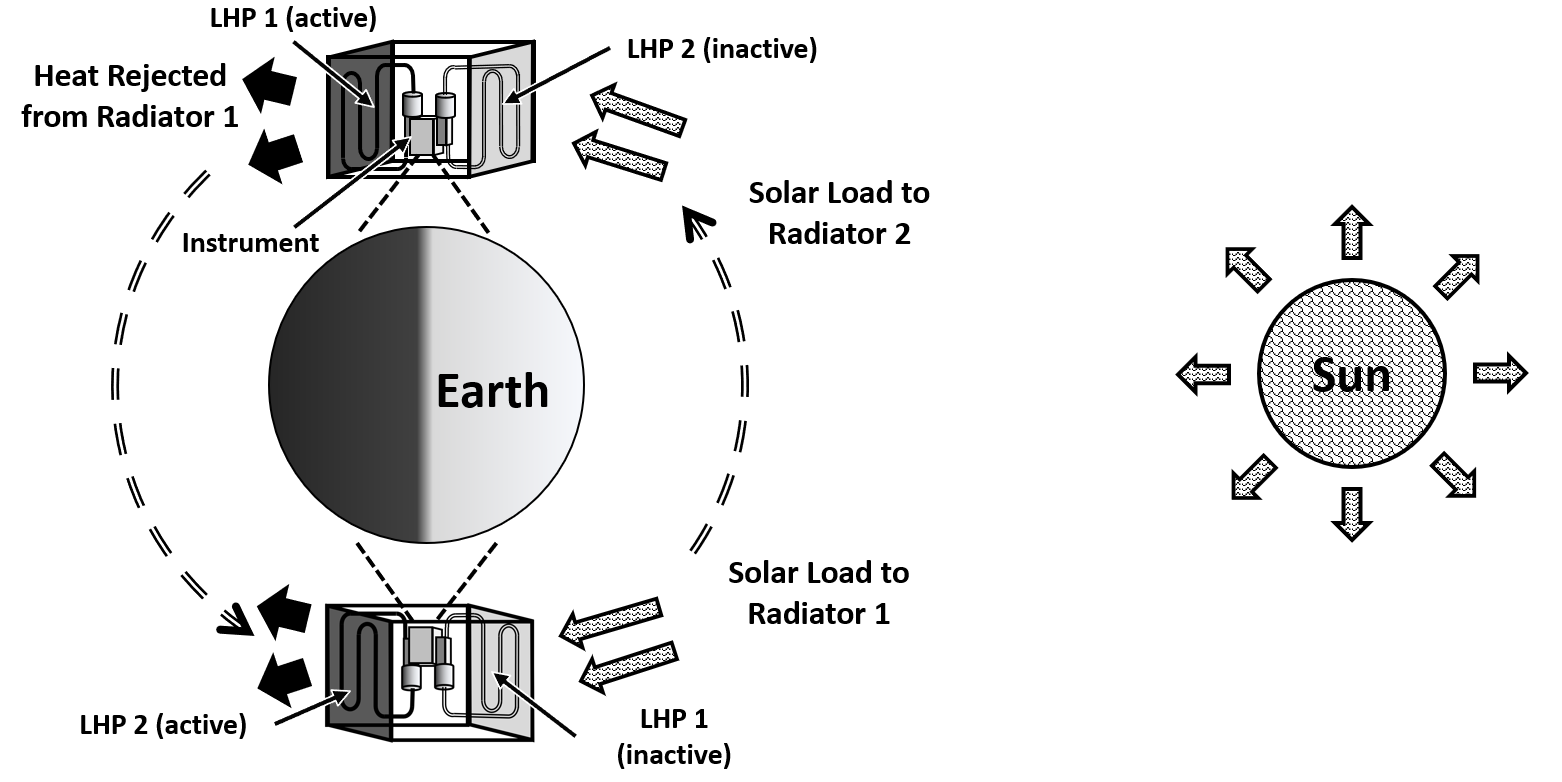 LHP 1 (active)
LHP 2 (inactive)
Heat Rejected
from Radiator 1
Solar Load to
Radiator 2
Instrument
Earth
Sun
Solar Load to
Radiator 1
LHP 2 (active)
LHP 1
(inactive)